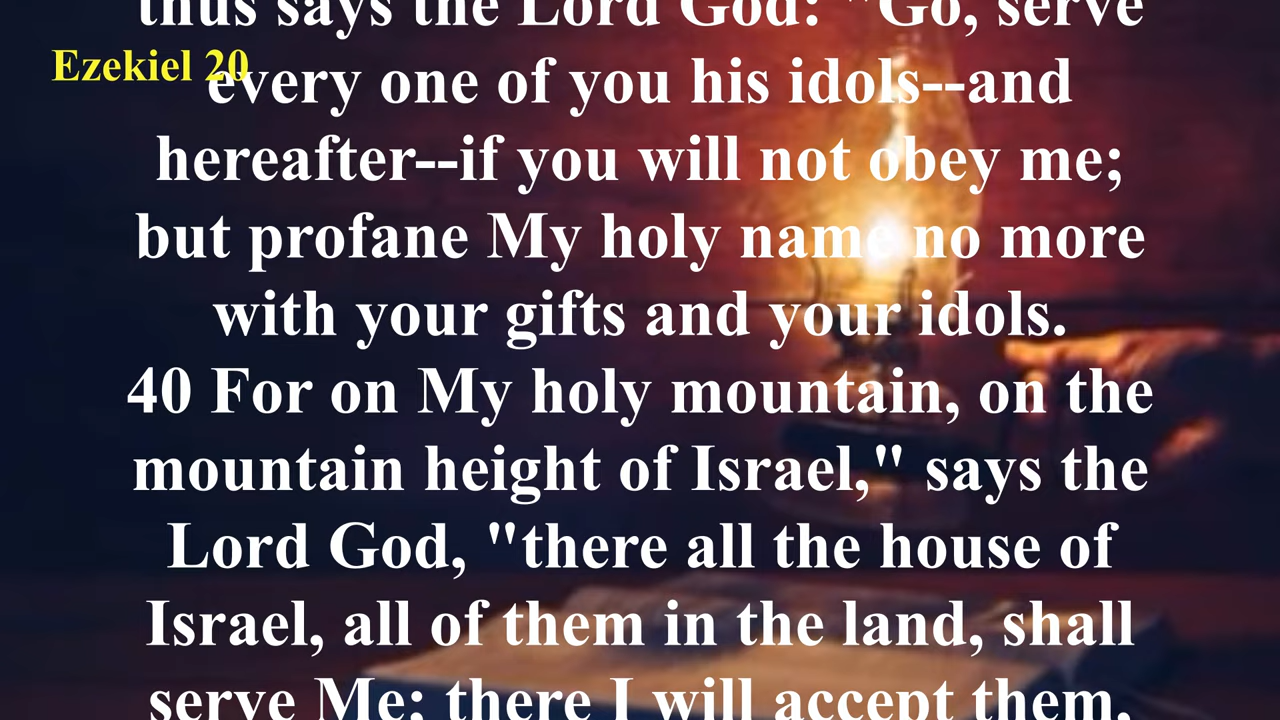 thus says the Lord God: "Go, serve
Ezekiel 20
every one of you his idols--and
hereafter--if you will not obey me;
but profane My holy name no more
with your gifts and your idols.
40 For on My holy mountain, on the
mountain height of Israel," says the
Lord God, "there all the house of
Israel, all of them in the land, shall
serve Me; there I will accept them,